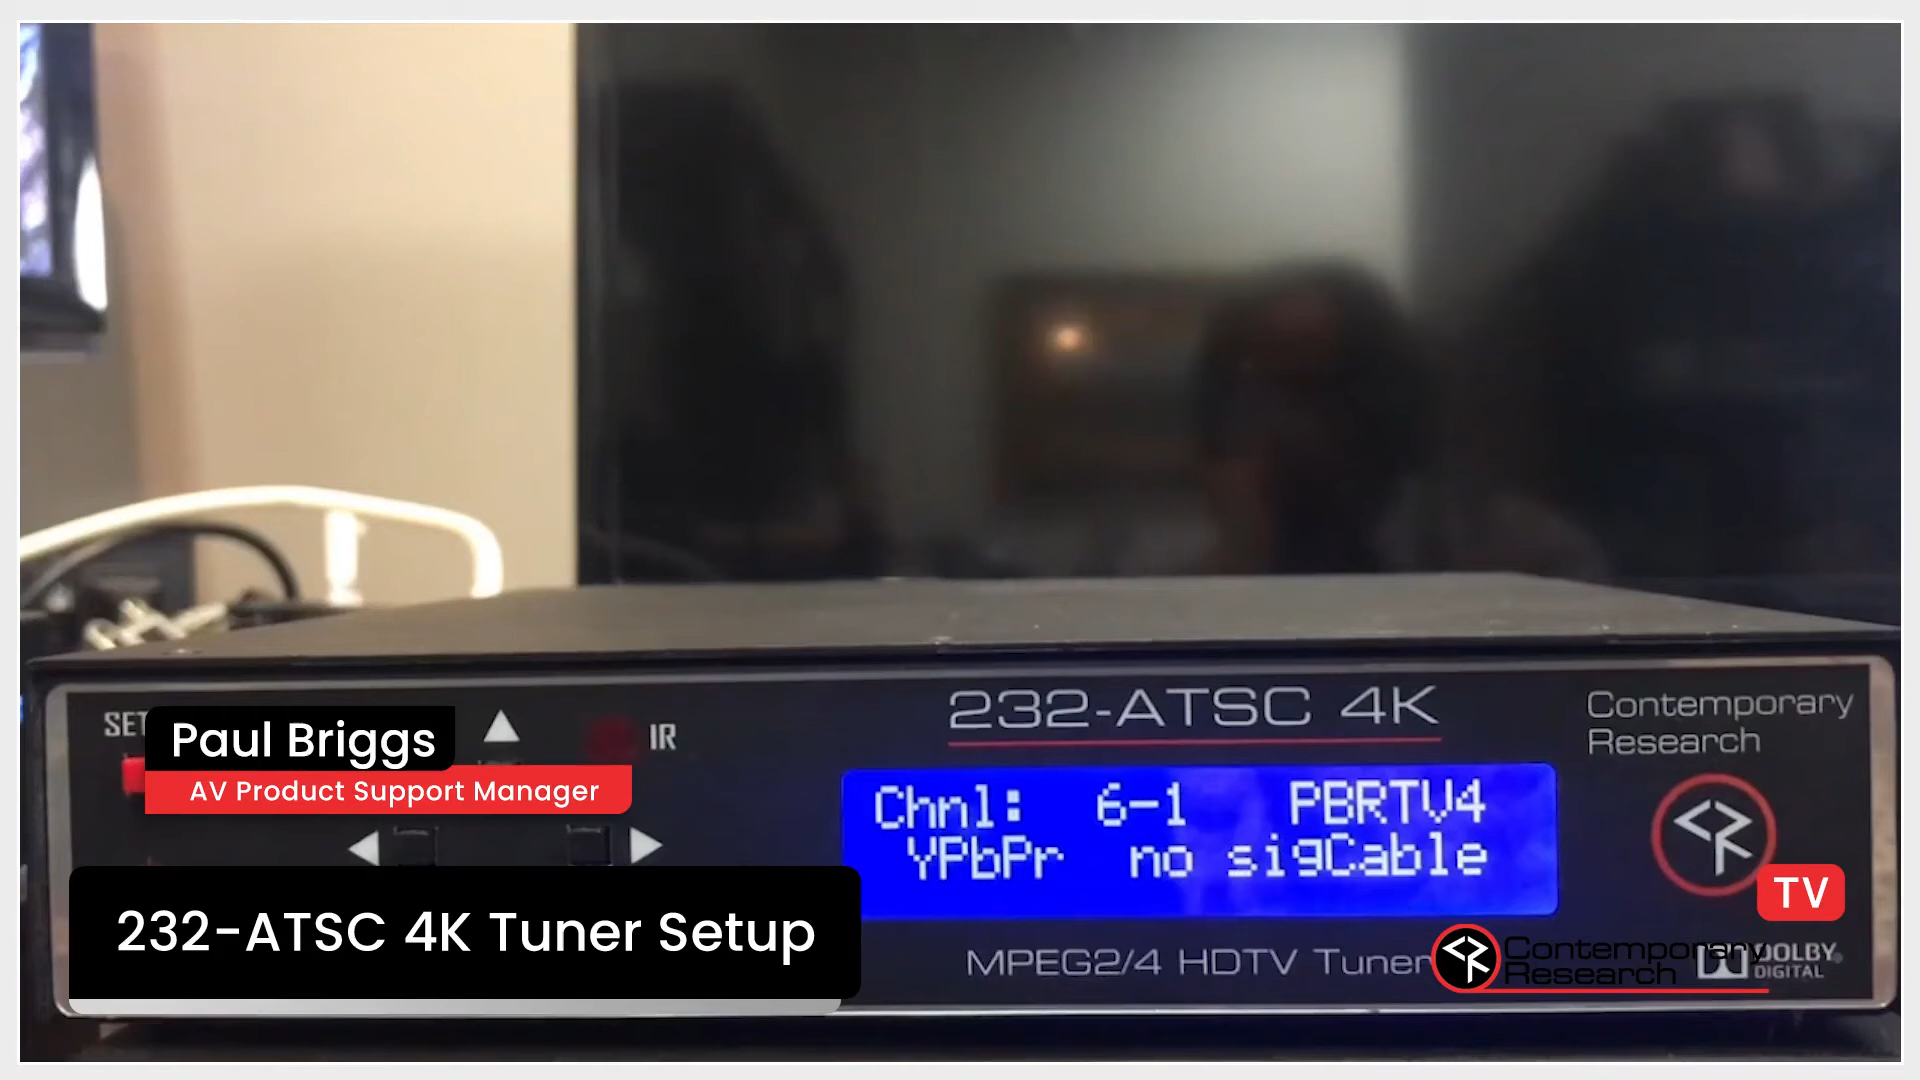 232-ATSC 4K
Contemporary
Research
SET
IR
Paul Briggs
AV Product Support Manager
Chnl: 6-1 PBRTV4
YPbPr no sigCable
TV
232-ATSC 4K Tuner Setup
MPEG2/4 HDTV Tuner
Contemporary
Research
DOLBY
DIGITAL